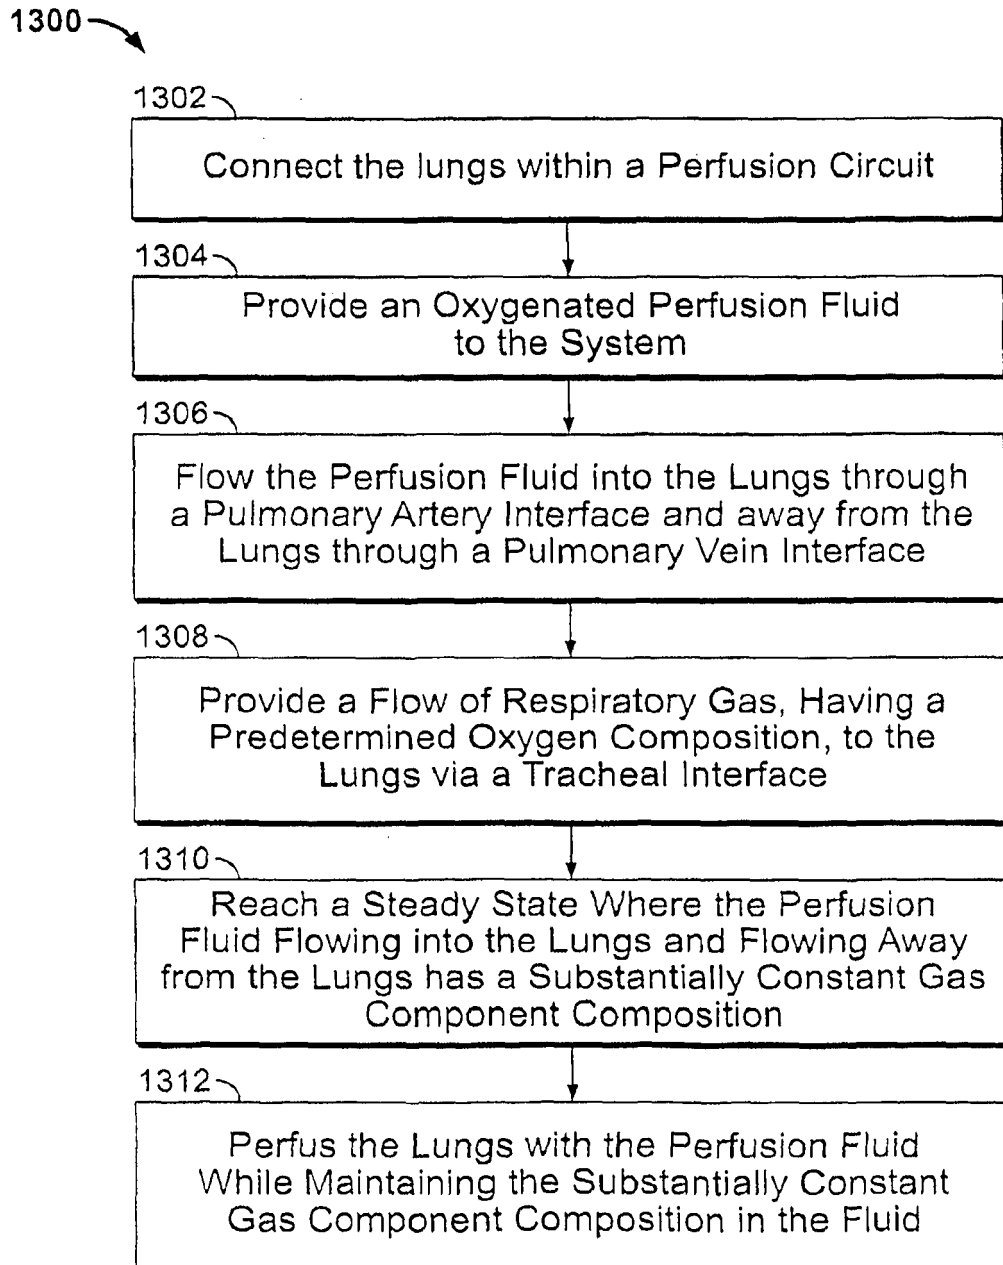 1300
1302
Connect the lungs within a Perfusion Circuit
1304
Provide an Oxygenated Perfusion Fluid
to the System
1306
Flow the Perfusion Fluid into the Lungs through
a Pulmonary Artery Interface and away from the
Lungs through a Pulmonary Vein Interface
1308
Provide a Flow of Respiratory Gas, Having a
Predetermined Oxygen Composition, to the
Lungs via a Tracheal Interface
1310
Reach a Steady State Where the Perfusion
Fluid Flowing into the Lungs and Flowing Away
from the Lungs has a Substantially Constant Gas
Component Composition
1312
Perfus the Lungs with the Perfusion Fluid
While Maintaining the Substantially Constant
Gas Component Composition in the Fluid